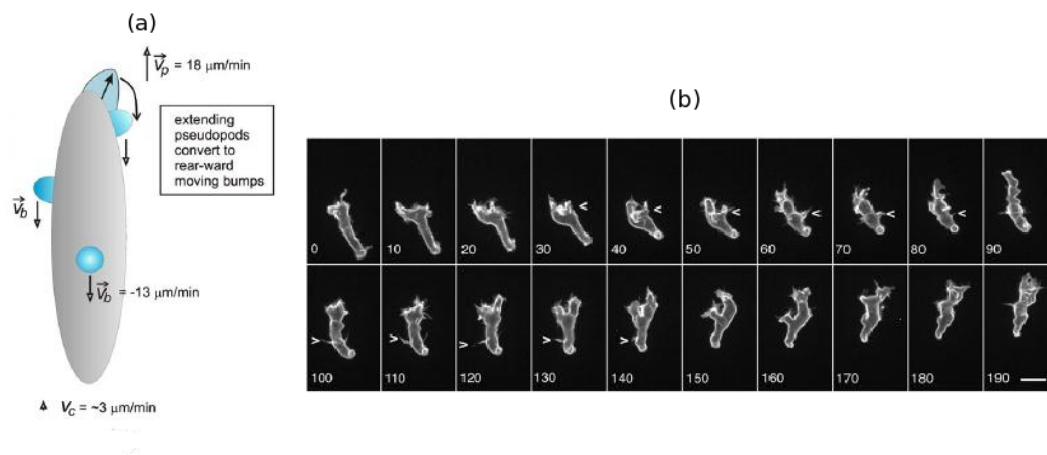 (a)
V⃗p = 18 μm/min
extending
pseudopods
convert to
rear-ward
moving bumps
V⃗b
V⃗b = -13 μm/min
Vc = ~3 μm/min
(b)
0 10 20 30 40 50 60 70 80 90
< < < < < <
100 110 120 130 140 150 160 170 180 190
> > > > >